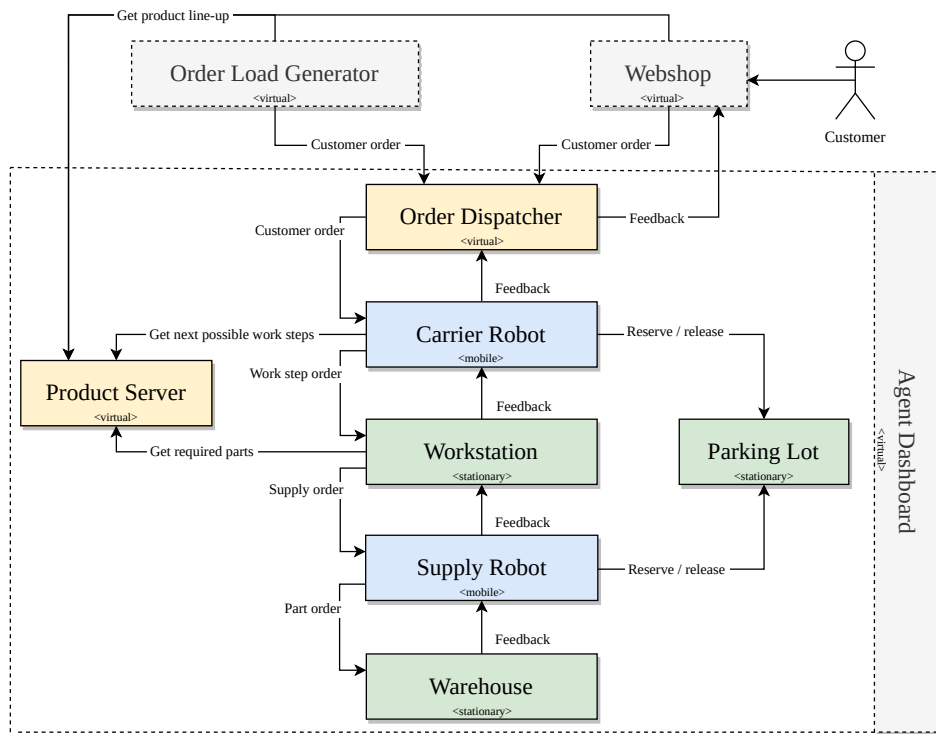 Get product line-up
Order Load Generator
<virtual>
Webshop
<virtual>
Customer
Customer order
Customer order
Order Dispatcher
<virtual>
Customer order
Feedback
Feedback
Carrier Robot
<mobile>
Get next possible work steps
Reserve / release
Work step order
Product Server
<virtual>
Feedback
Workstation
<stationary>
Get required parts
Parking Lot
<stationary>
Agent Dashboard
<virtual>
Supply order
Feedback
Supply Robot
<mobile>
Reserve / release
Part order
Feedback
Warehouse
<stationary>